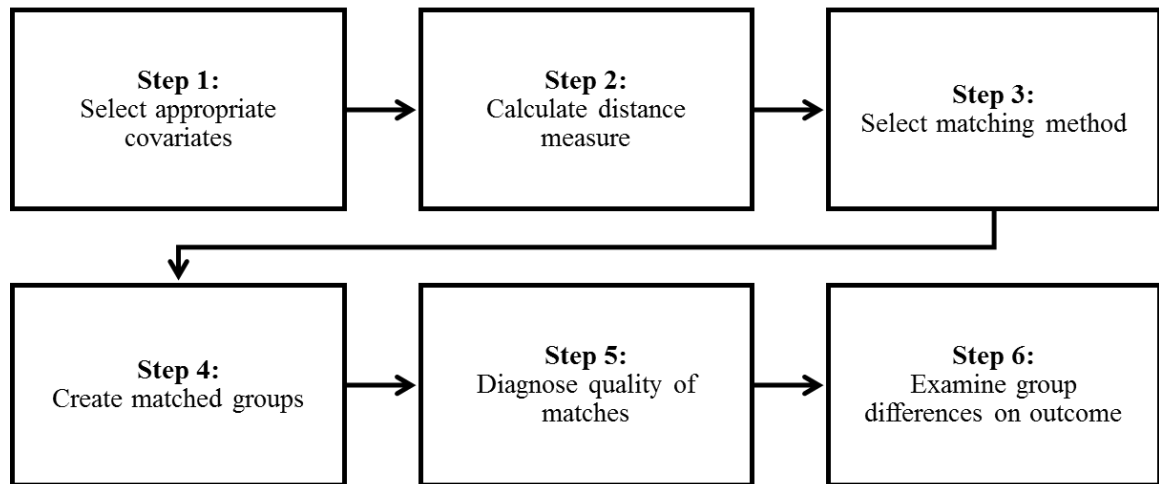 Step 1:
Select appropriate
covariates
Step 2:
Calculate distance
measure
Step 3:
Select matching method
Step 4:
Create matched groups
Step 5:
Diagnose quality of
matches
Step 6:
Examine group
differences on outcome